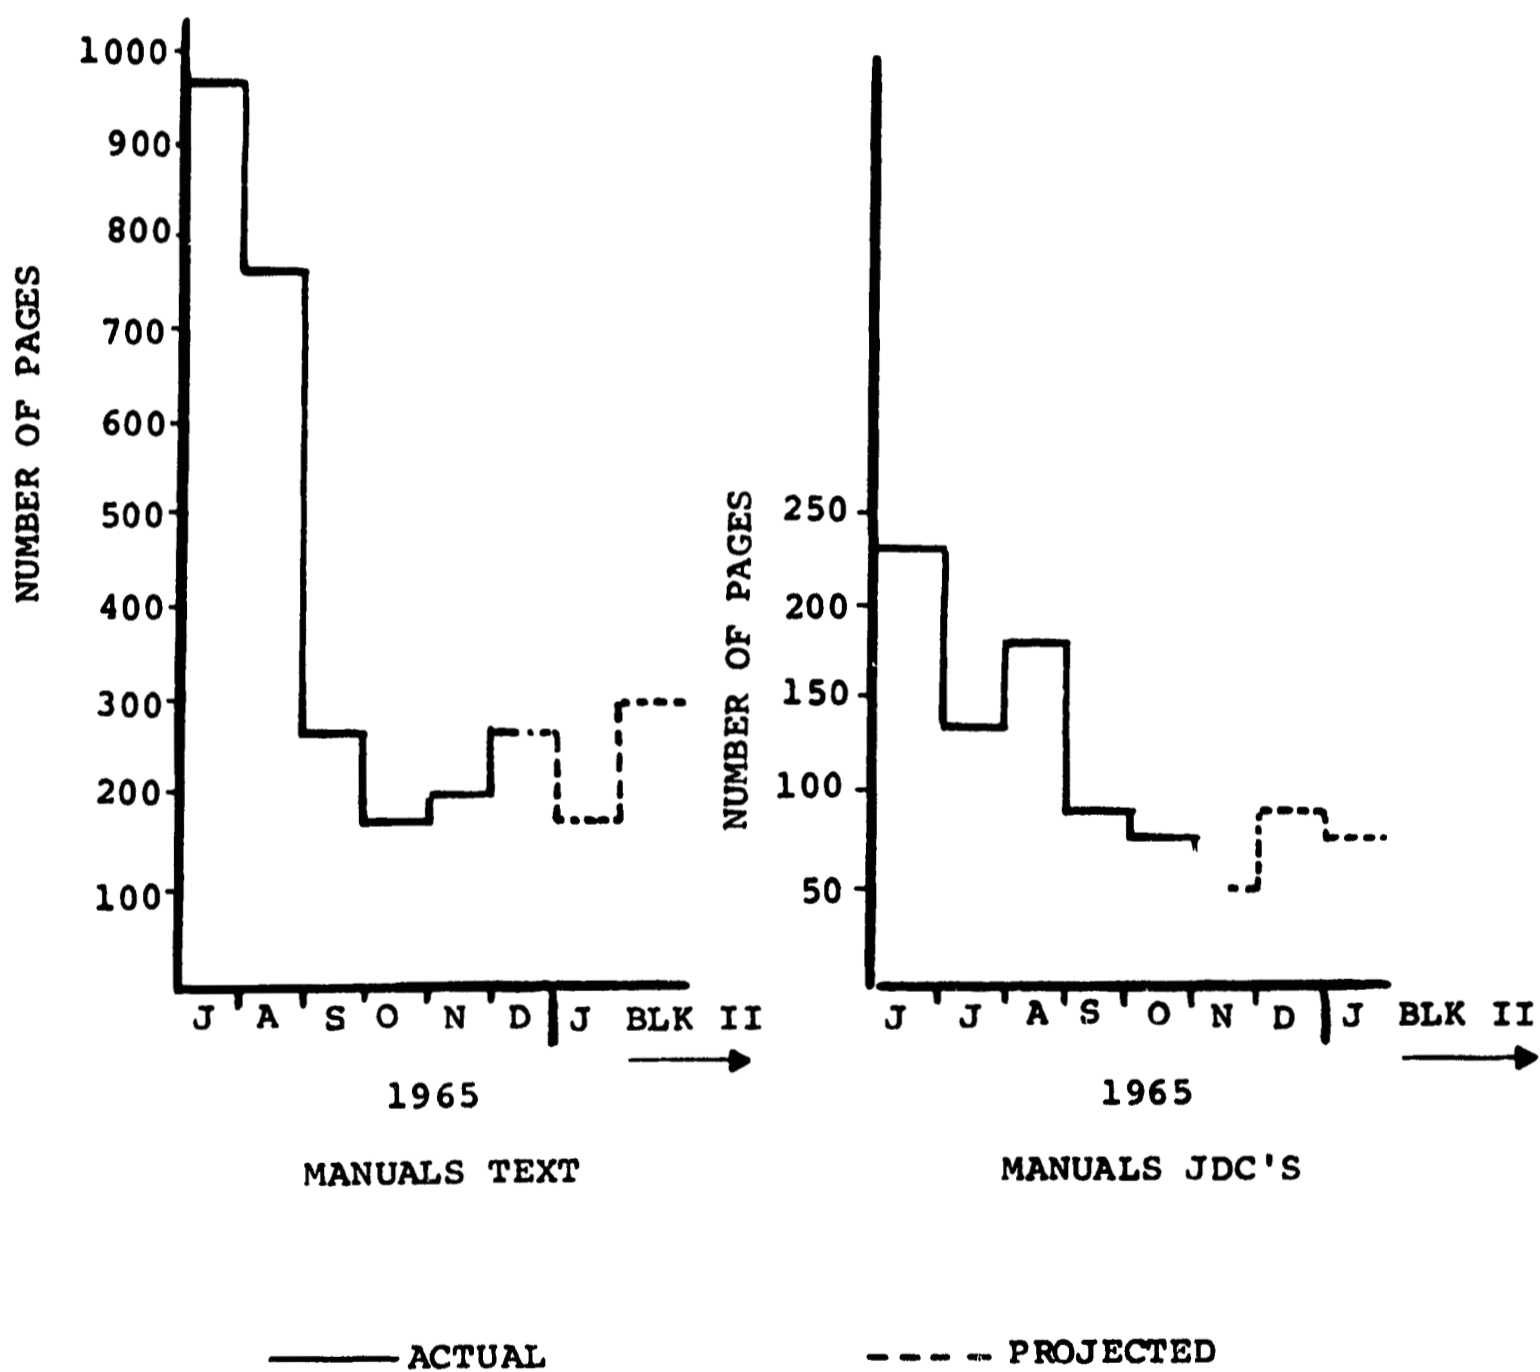 NUMBER OF PAGES
1000
900
800
700
600
500
400
300
200
100
J A S O N D J BLK II
1965
MANUALS TEXT
NUMBER OF PAGES
250
200
150
100
50
J J A S O N D J BLK II
1965
MANUALS JDC'S
ACTUAL
PROJECTED